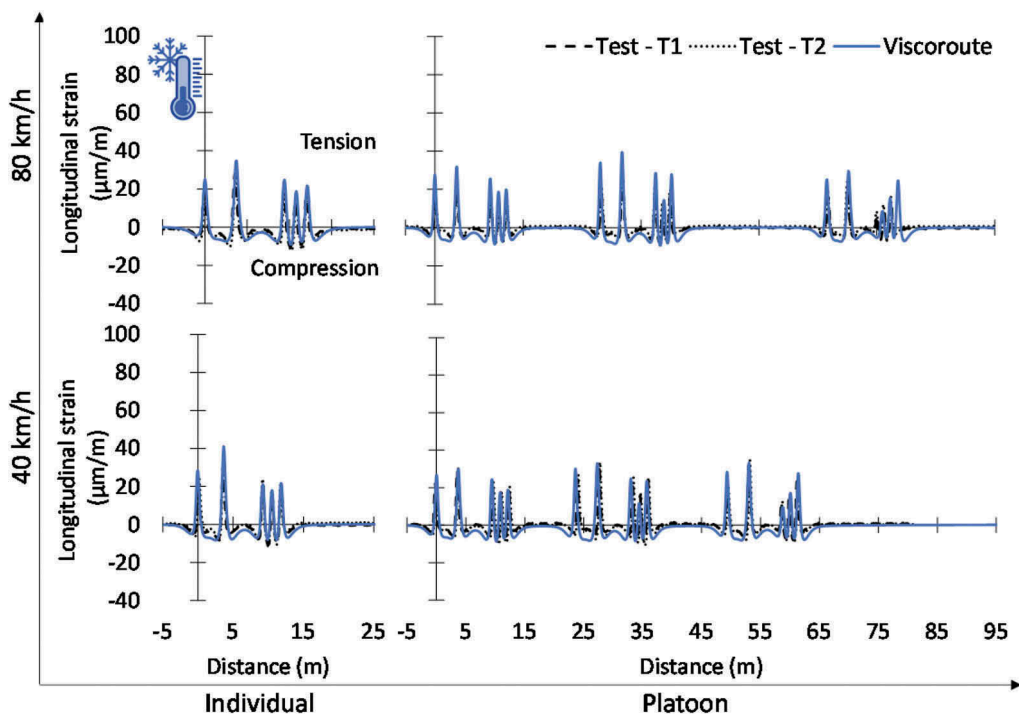 Test - T1
Test - T2
Viscoroute
80 km/h
Longitudinal strain
(µm/m)
100
80
60
40
20
0
-20
-40
Tension
Compression
40 km/h
Longitudinal strain
(µm/m)
100
80
60
40
20
0
-20
-40
-5 5 15 25
-5 5 15 25 35 45 55 65 75 85 95
Distance (m)
Distance (m)
Individual
Platoon